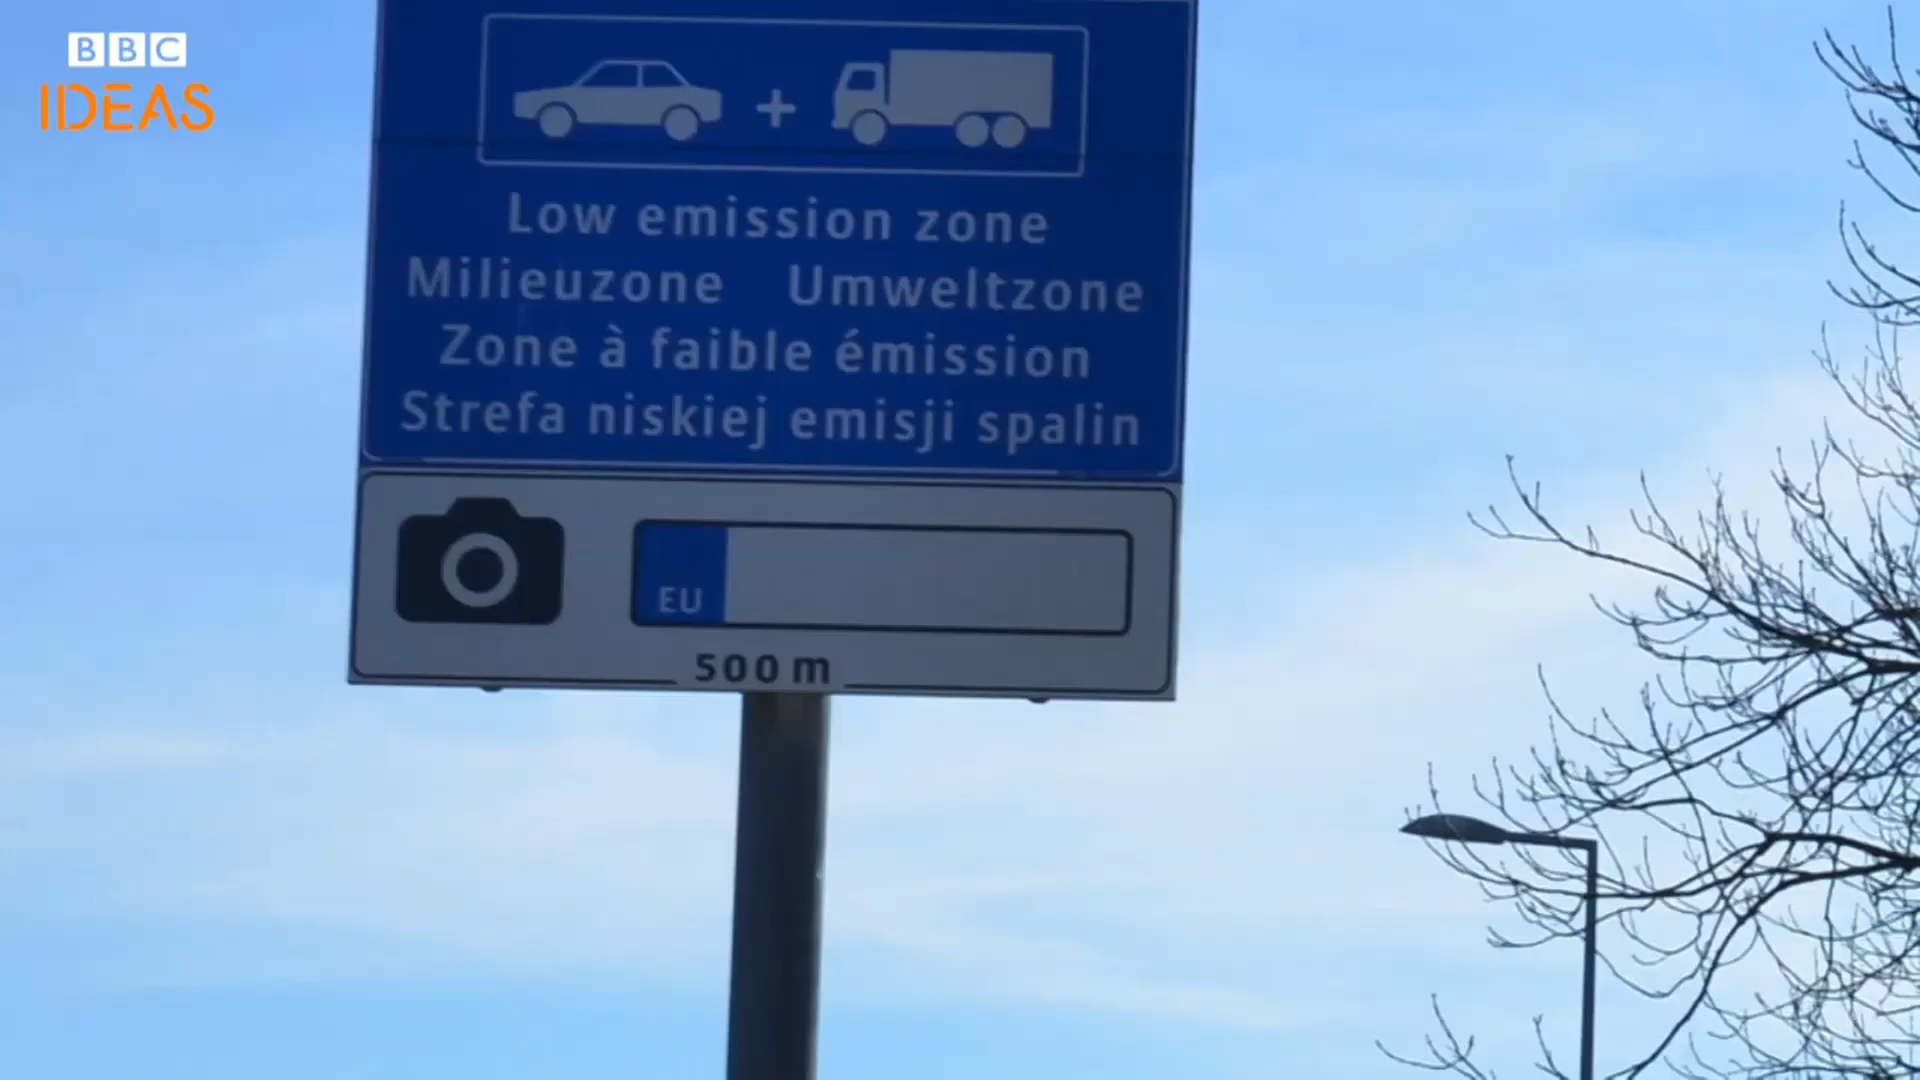 BBC
IDEAS
Low emission zone
Milieuzone Umweltzone
Zone à faible émission
Strefa niskiej emisji spalin
EU
500 m